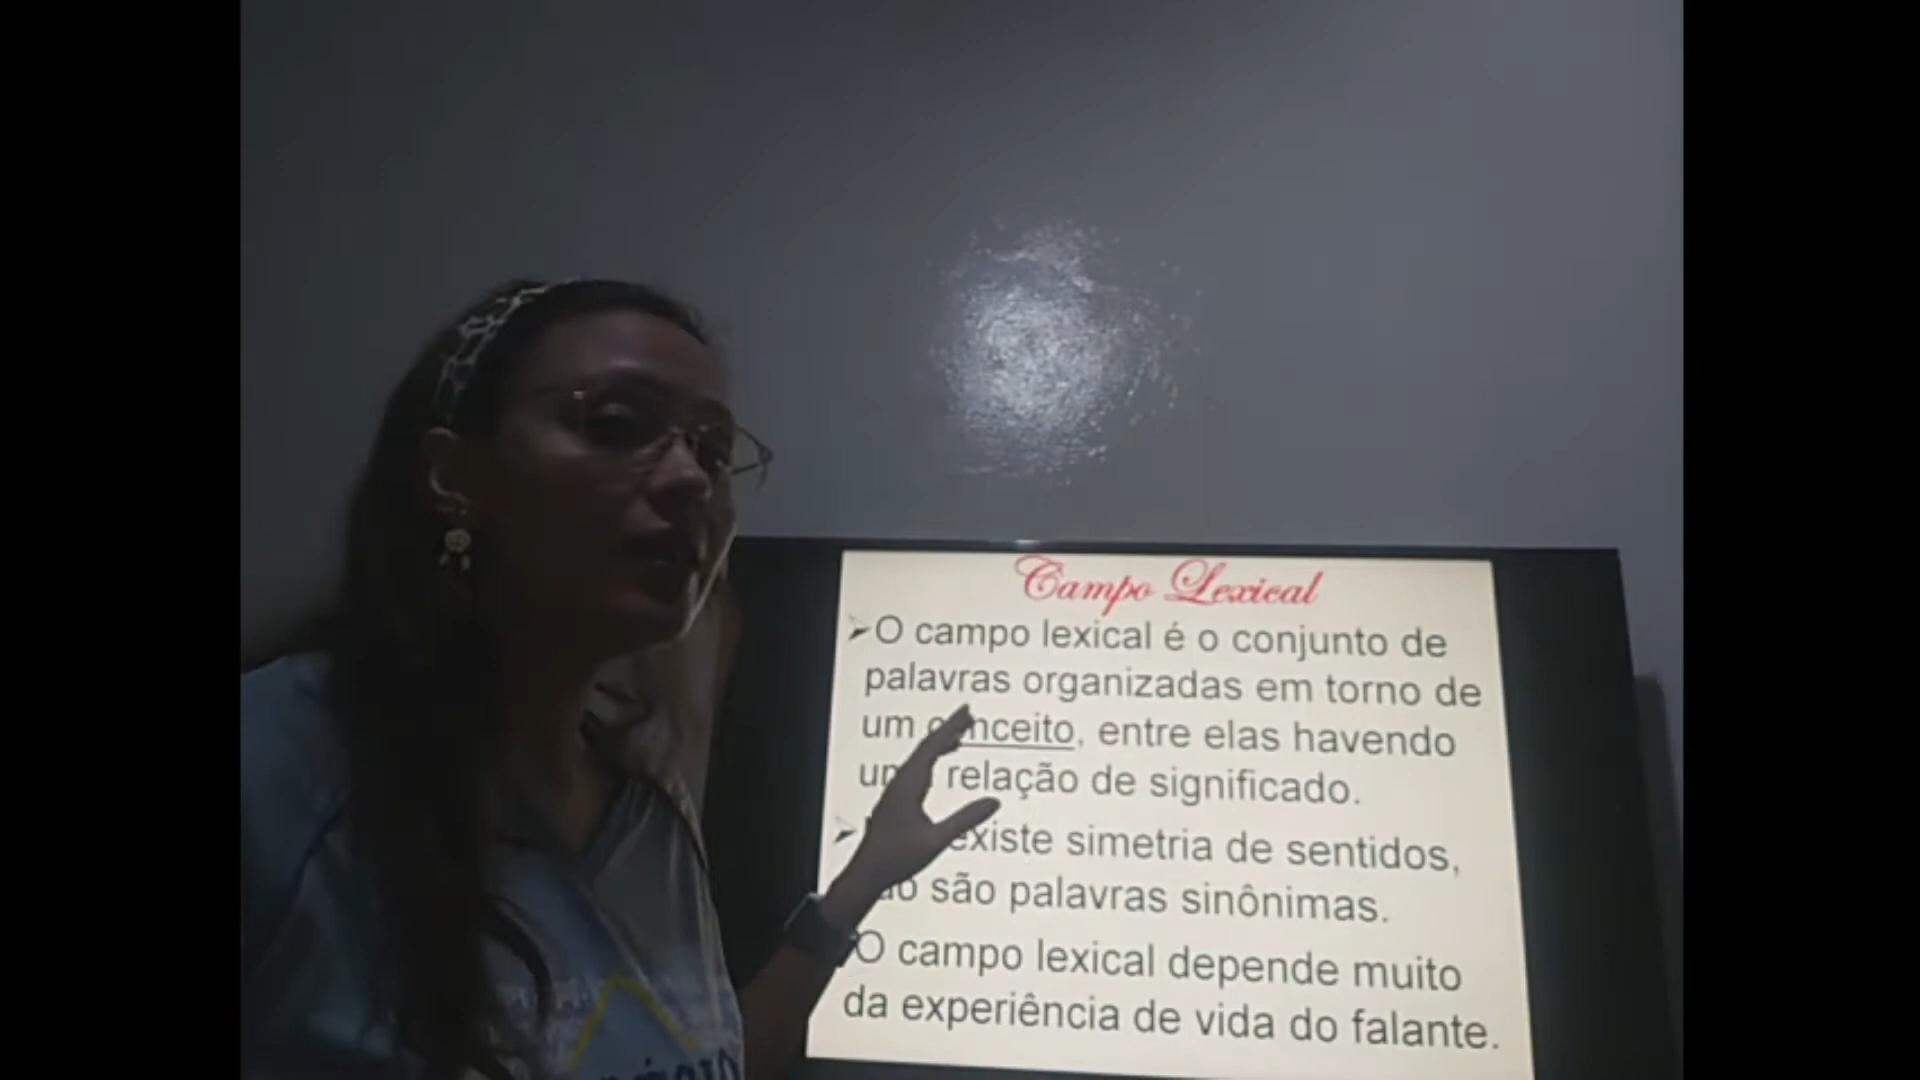 Campo Lexical
➤O campo lexical é o conjunto de
palavras organizadas em torno de
um conceito, entre elas havendo
relação de significado.
➤ existe simetria de sentidos,
são palavras sinônimas.
O campo lexical depende muito
da experiência de vida do falante.